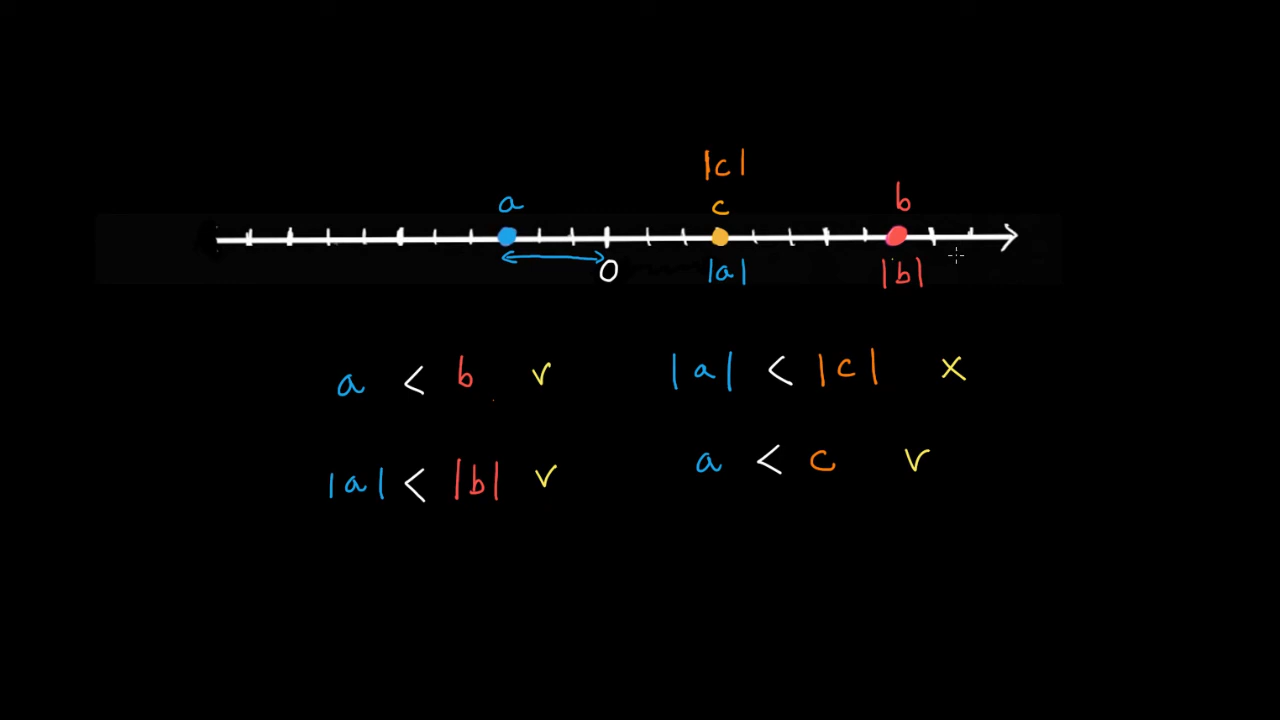 |c|
a c b
0 |a| |b|
a < b v |a| < |c| x
|a| < |b| v a < c v